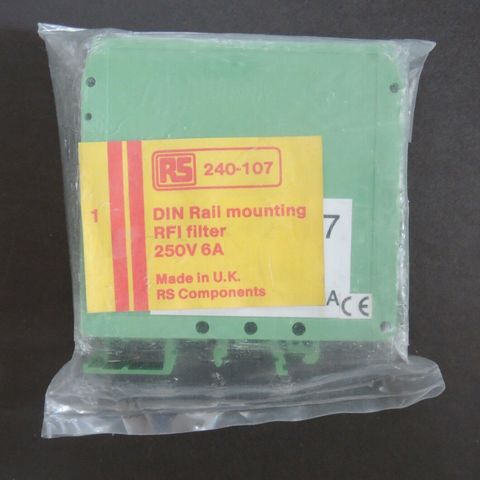 RS 240-107
1
DIN Rail mounting
RFI filter
250V 6A
Made in U.K.
RS Components
7
A CE